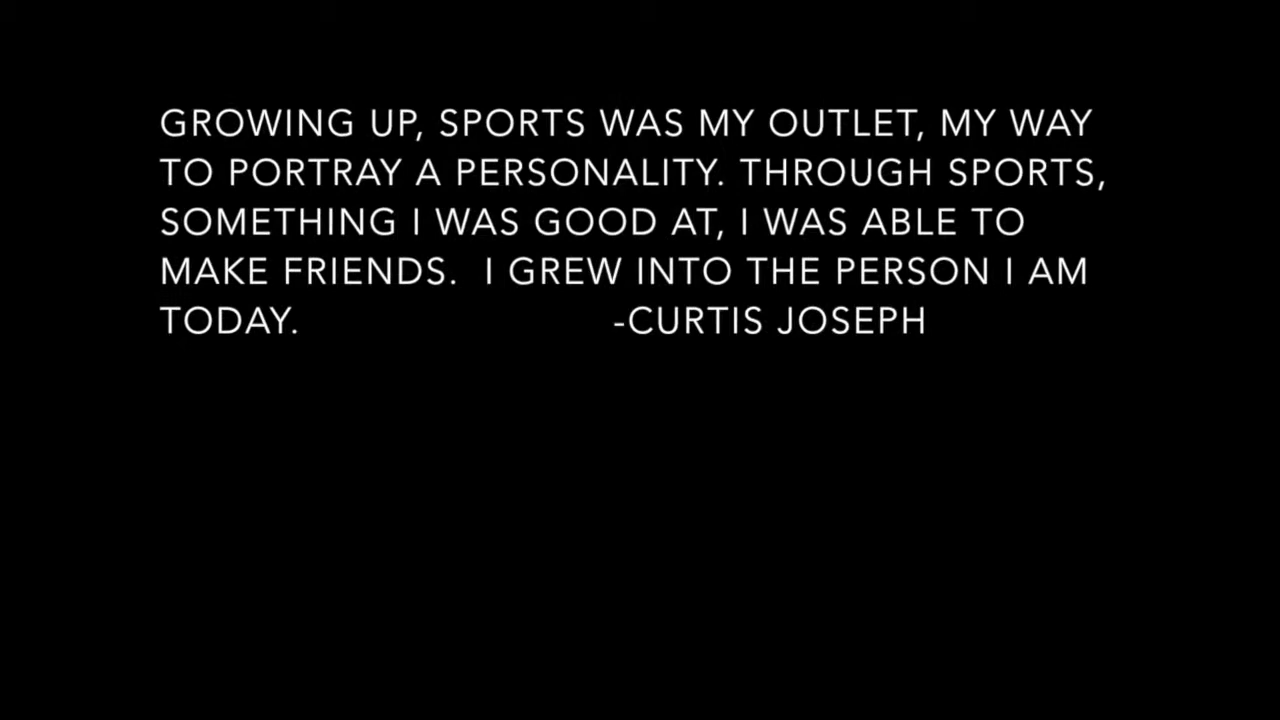 GROWING UP, SPORTS WAS MY OUTLET, MY WAY
TO PORTRAY A PERSONALITY. THROUGH SPORTS,
SOMETHING I WAS GOOD AT, I WAS ABLE TO
MAKE FRIENDS.  I GREW INTO THE PERSON I AM
TODAY. -CURTIS JOSEPH